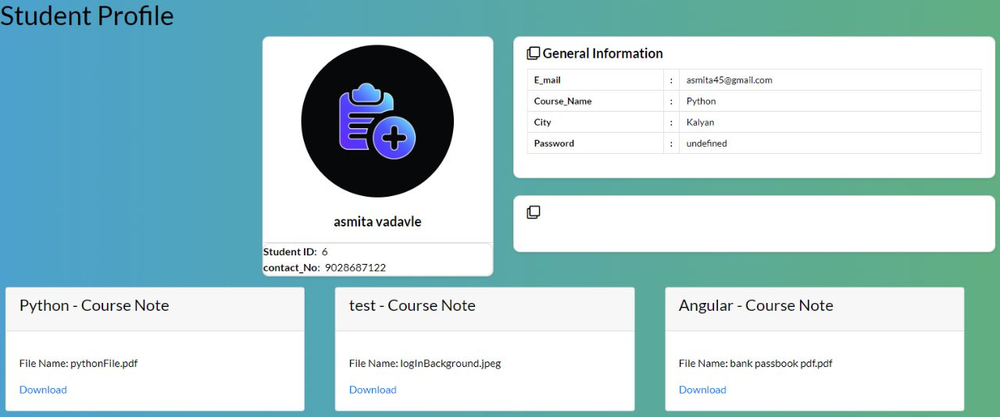 Student Profile
asmita vadavle
Student ID: 6
contact_No: 9028687122
General Information
E_mail : asmita45@gmail.com
Course_Name : Python
City : Kalyan
Password : undefined
Python - Course Note
File Name: pythonFile.pdf
Download
test - Course Note
File Name: logInBackground.jpeg
Download
Angular - Course Note
File Name: bank passbook pdf.pdf
Download